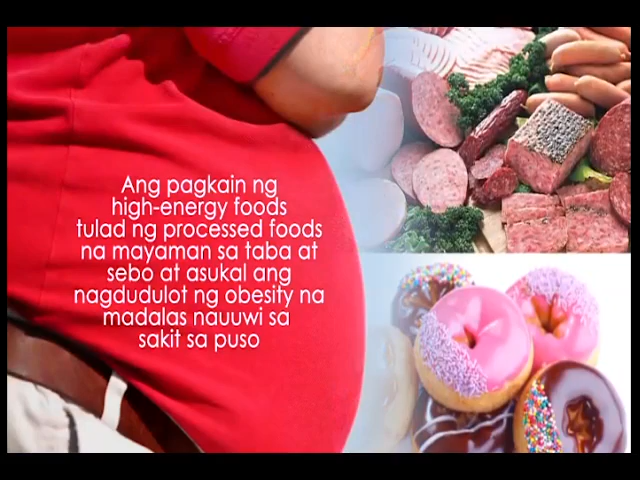 Ang pagkain ng
high-energy foods
tulad ng processed foods
na mayaman sa taba at
sebo at asukal ang
nagdudulot ng obesity na
madalas nauuwi sa
sakit sa puso